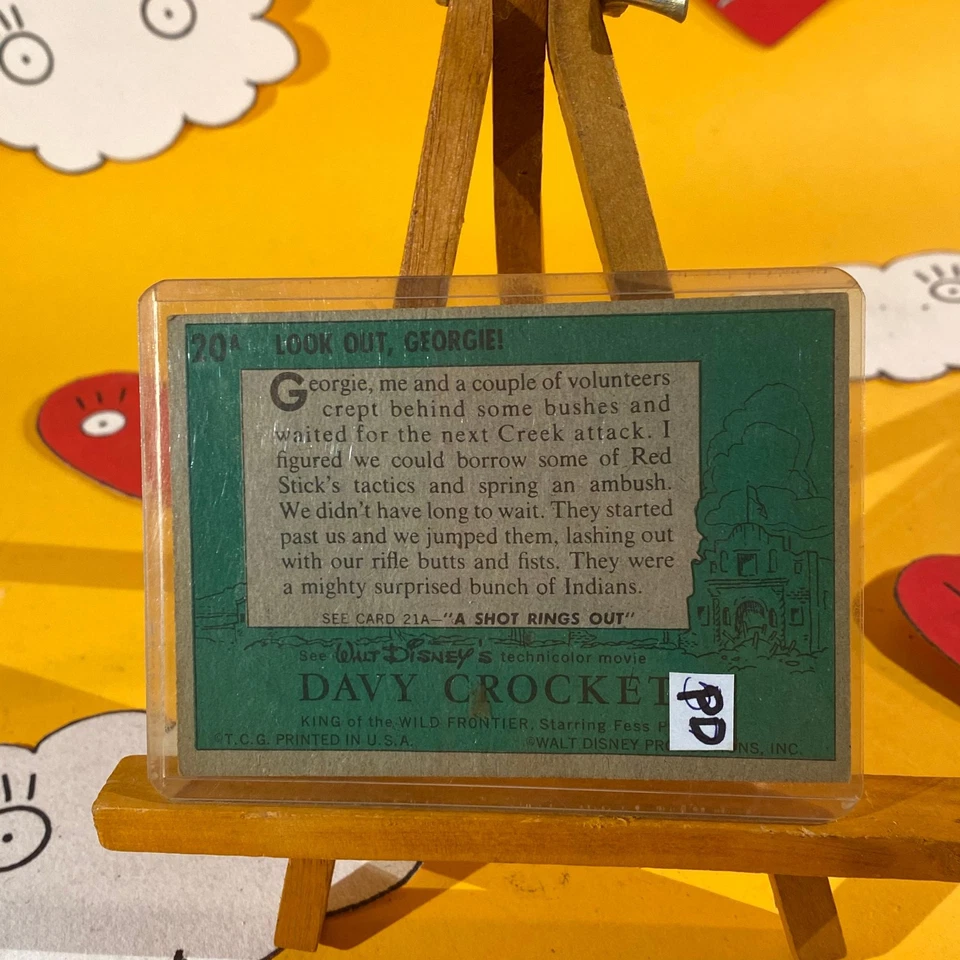 20A LOOK OUT, GEORGIE!
Georgie, me and a couple of volunteers
crept behind some bushes and
waited for the next Creek attack. I
figured we could borrow some of Red
Stick's tactics and spring an ambush.
We didn't have long to wait. They started
past us and we jumped them, lashing out
with our rifle butts and fists. They were
a mighty surprised bunch of Indians.
SEE CARD 21A—"A SHOT RINGS OUT"
See WALT DISNEY'S technicolor movie
DAVY CROCKET
KING of the WILD FRONTIER, Starring Fess
©T.C.G. PRINTED IN U.S.A. ©WALT DISNEY INC.